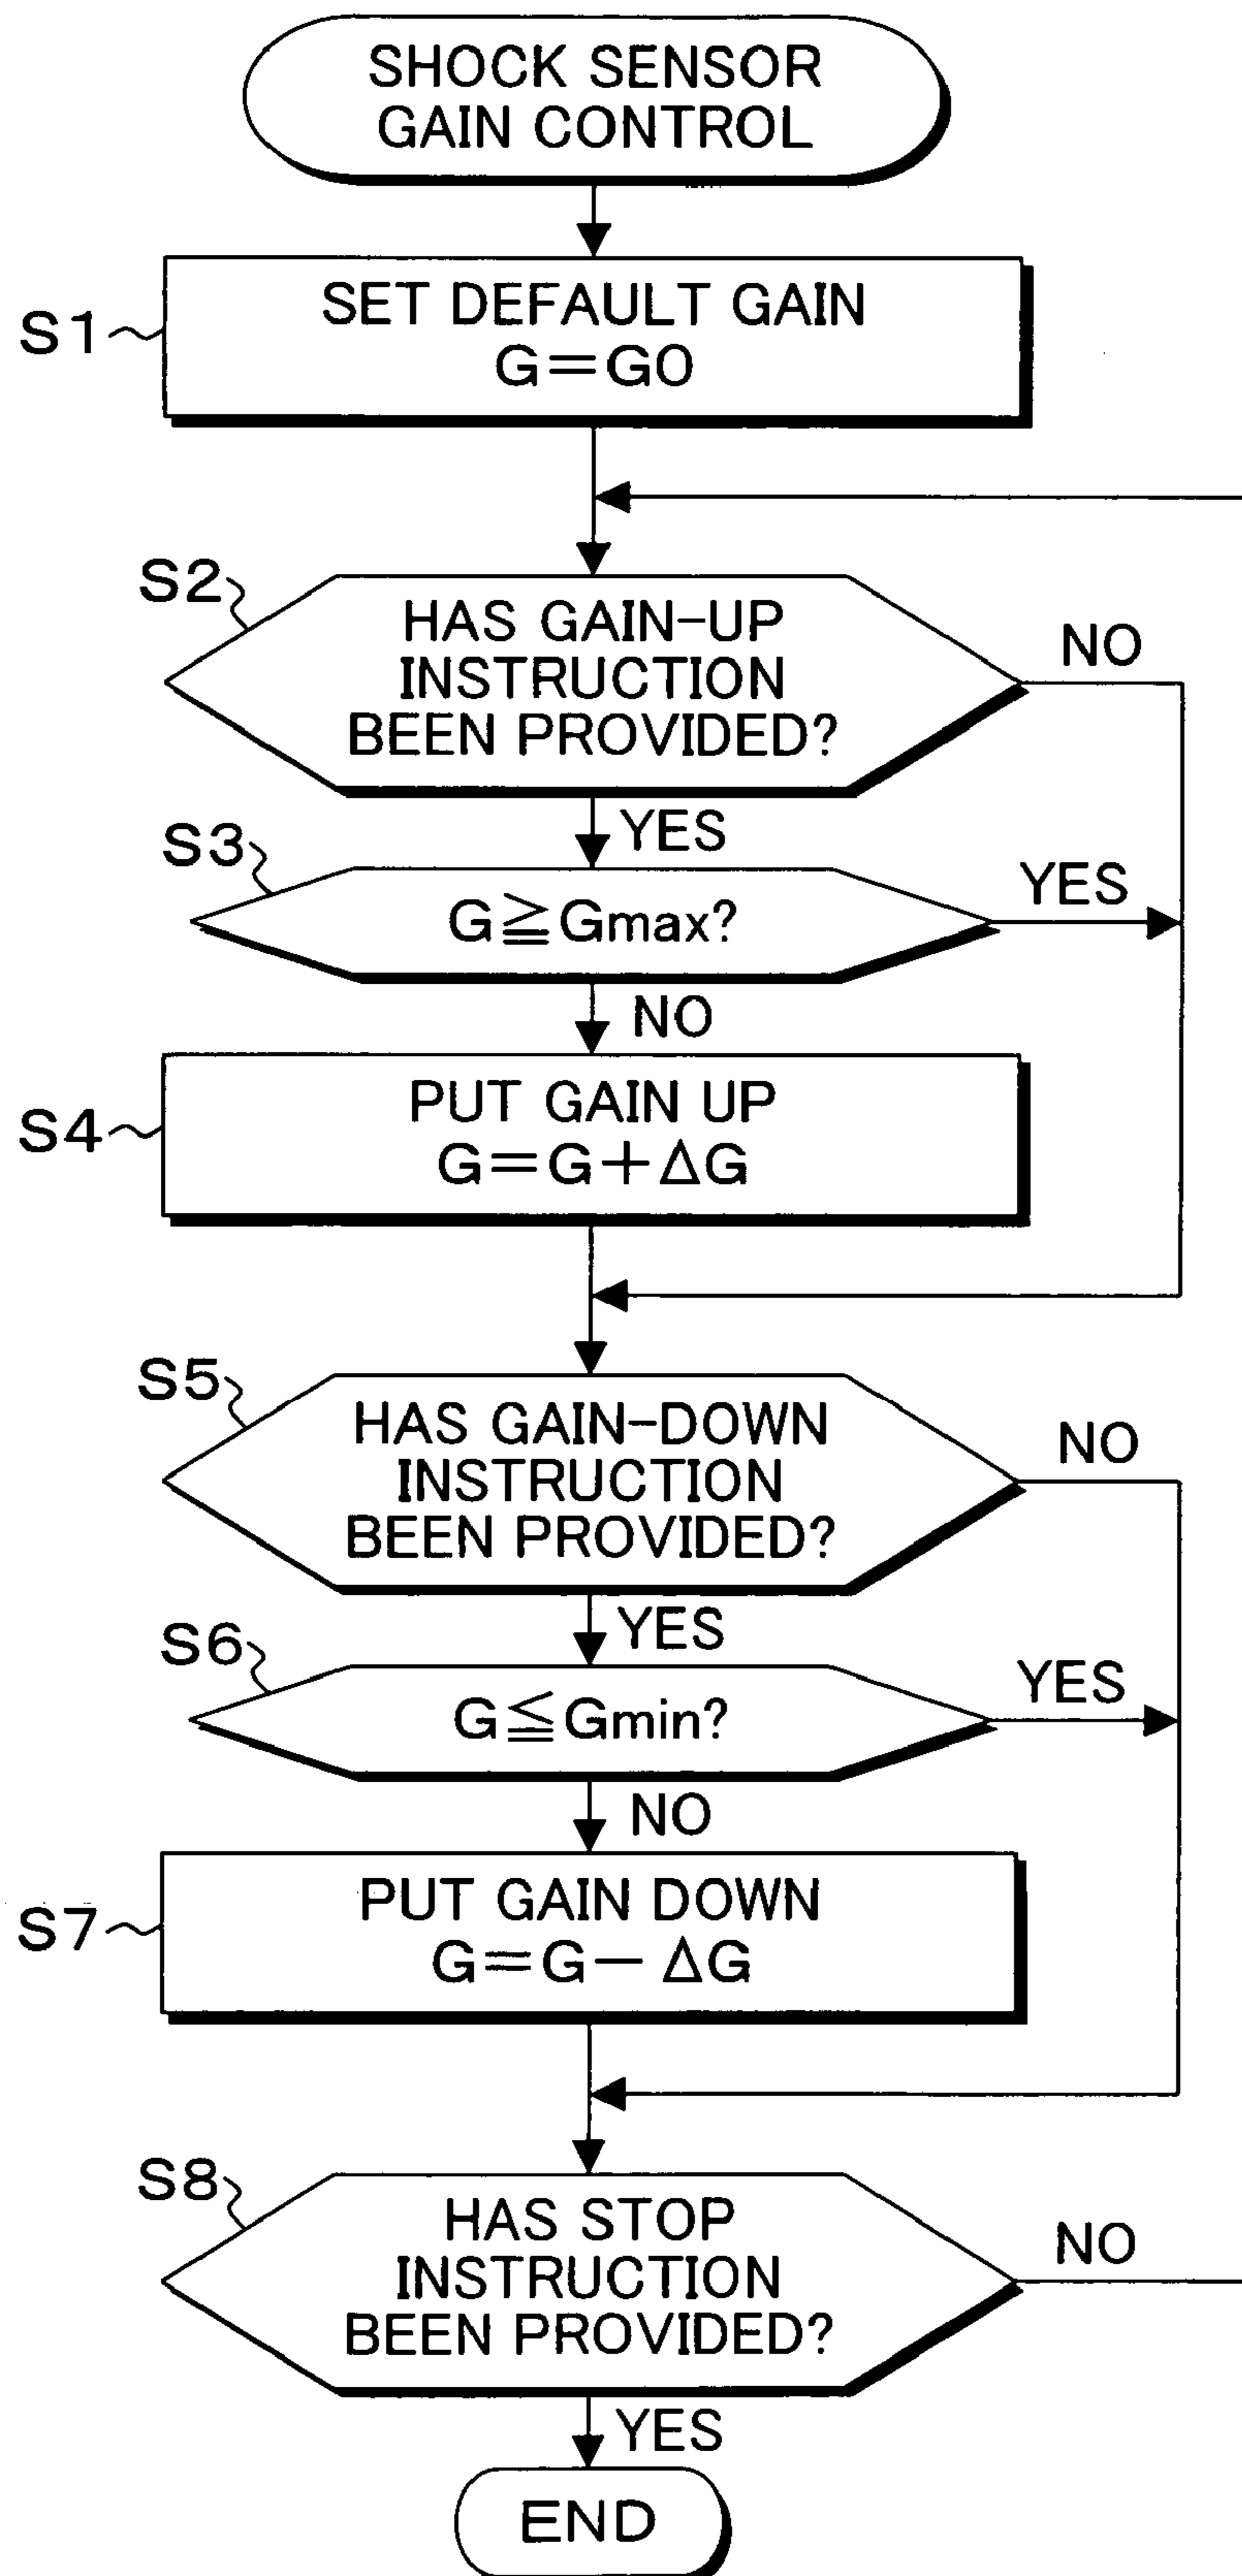 SHOCK SENSOR
GAIN CONTROL
S1
SET DEFAULT GAIN
G=G0
S2
HAS GAIN-UP
INSTRUCTION
BEEN PROVIDED?
NO
YES
S3
G≧Gmax?
YES
NO
S4
PUT GAIN UP
G=G+ΔG
S5
HAS GAIN-DOWN
INSTRUCTION
BEEN PROVIDED?
NO
YES
S6
G≦Gmin?
YES
NO
S7
PUT GAIN DOWN
G=G-ΔG
S8
HAS STOP
INSTRUCTION
BEEN PROVIDED?
NO
YES
END